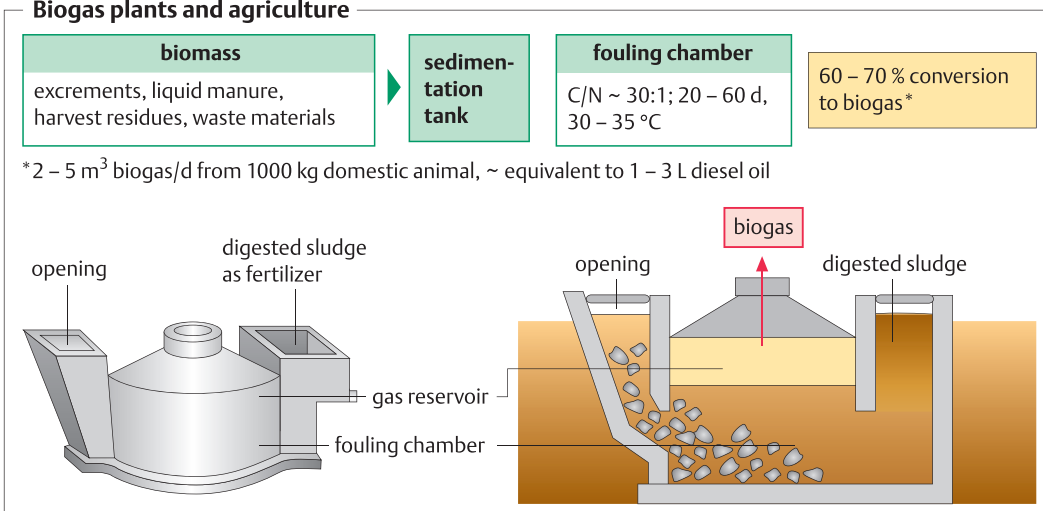 Biogas plants and agriculture
biomass
excrements, liquid manure,
harvest residues, waste materials
sedimen-
tation
tank
fouling chamber
C/N ~ 30:1; 20 – 60 d,
30 – 35 °C
60 – 70 % conversion
to biogas*
*2 – 5 m³ biogas/d from 1000 kg domestic animal, ~ equivalent to 1 – 3 L diesel oil
opening
digested sludge
as fertilizer
biogas
opening
digested sludge
gas reservoir
fouling chamber